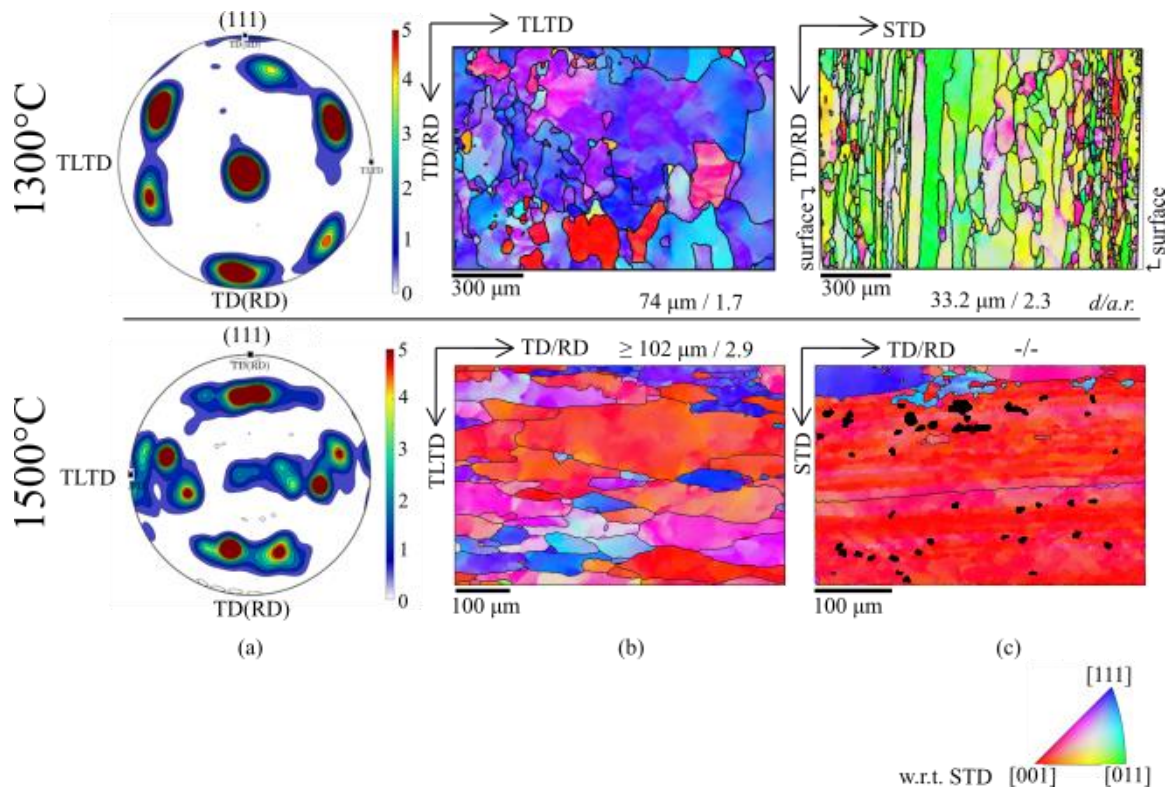 1300°C
(111)
TD(RD)
TLTD
TLTD
TD(RD)
5
4
3
2
1
0
TLTD
TD/RD
300 µm
74 µm / 1.7
STD
TD/RD
surface
surface
300 µm
33.2 µm / 2.3
d/a.r.
1500°C
(111)
TD(RD)
TLTD
TD(RD)
5
4
3
2
1
0
TD/RD
≥ 102 µm / 2.9
TLTD
100 µm
TD/RD
-/-
STD
100 µm
(a)
(b)
(c)
[111]
w.r.t. STD
[001]
[011]